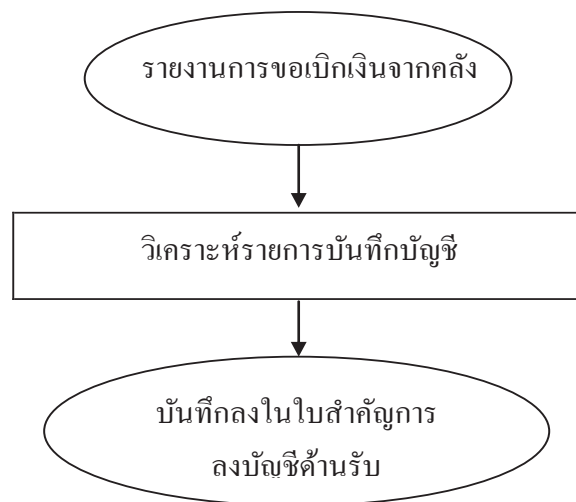 รายงานการขอเบิกเงินจากคลัง
วิเคราะห์รายการบันทึกบัญชี
บันทึกลงในใบสำคัญการ
ลงบัญชีด้านรับ